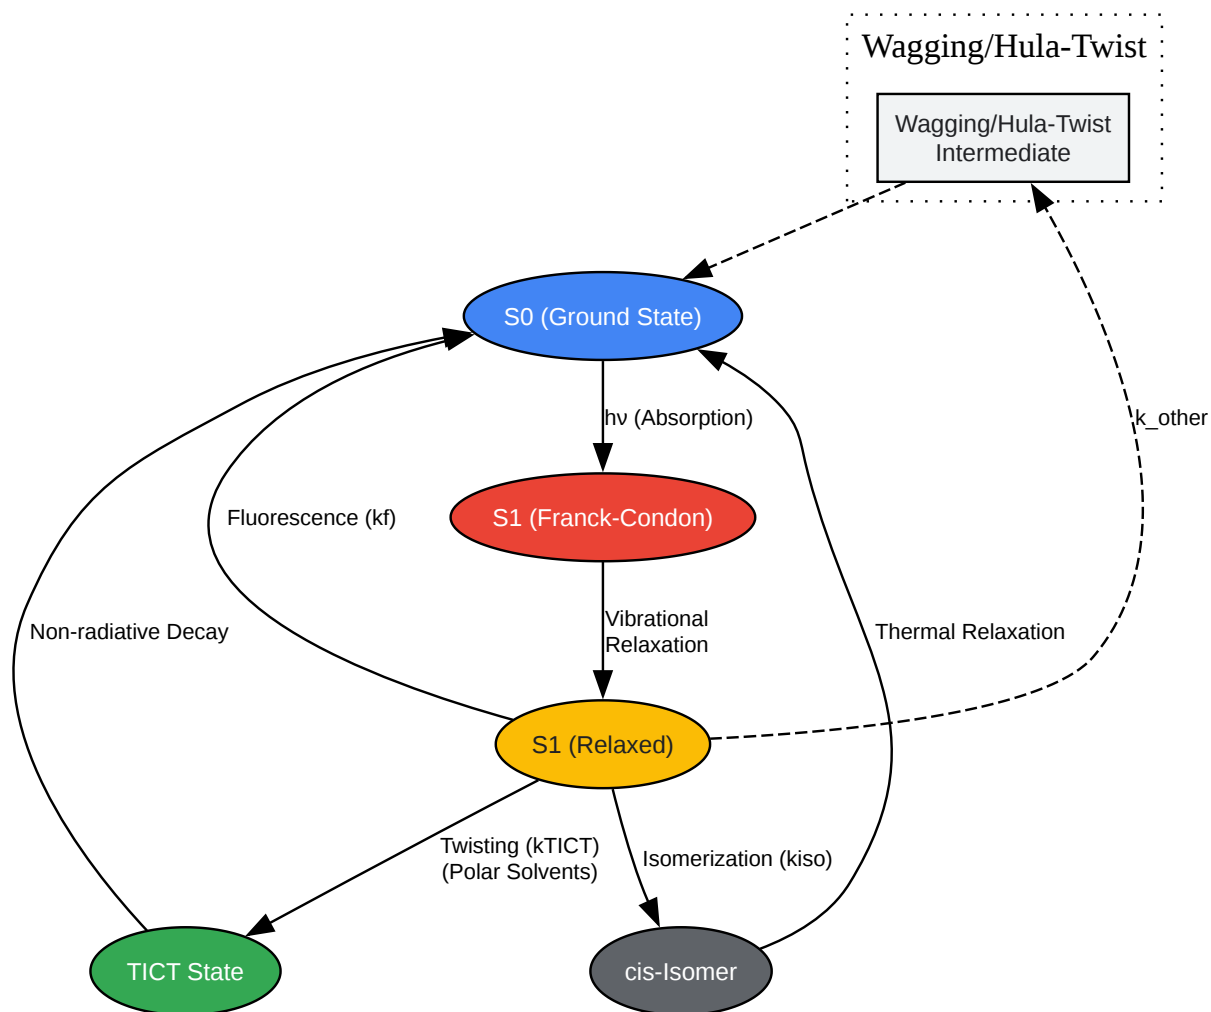 Wagging/Hula-Twist
Wagging/Hula-Twist
Intermediate
S0 (Ground State)
hν (Absorption)
k_other
S1 (Franck-Condon)
Fluorescence (kf)
Vibrational
Relaxation
Non-radiative Decay
Thermal Relaxation
S1 (Relaxed)
Twisting (kTICT)
(Polar Solvents)
Isomerization (kiso)
TICT State
cis-Isomer